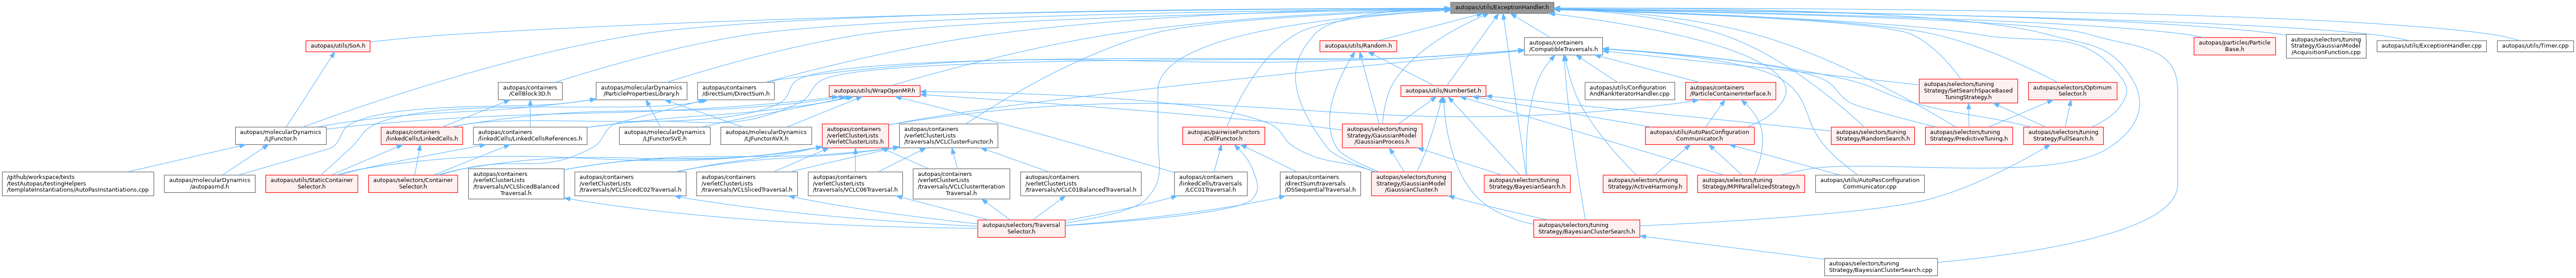 autopas/utils/ExceptionHandler.h
autopas/utils/SoA.h
autopas/utils/Random.h
autopas/containers
/CompatibleTraversals.h
autopas/particles/Particle
Base.h
autopas/selectors/tuning
Strategy/GaussianModel
/AcquisitionFunction.cpp
autopas/utils/ExceptionHandler.cpp
autopas/utils/Timer.cpp
autopas/containers
/CellBlock3D.h
autopas/molecularDynamics
/ParticlePropertiesLibrary.h
autopas/containers
/directSum/DirectSum.h
autopas/utils/WrapOpenMP.h
autopas/utils/NumberSet.h
autopas/utils/Configuration
AndRankIteratorHandler.cpp
autopas/containers
/ParticleContainerInterface.h
autopas/selectors/tuning
Strategy/SetSearchSpaceBased
TuningStrategy.h
autopas/selectors/Optimum
Selector.h
autopas/molecularDynamics
/LJFunctor.h
autopas/containers
/linkedCells/LinkedCells.h
autopas/containers
/linkedCells/LinkedCellsReferences.h
autopas/molecularDynamics
/LJFunctorSVE.h
autopas/molecularDynamics
/LJFunctorAVX.h
autopas/containers
/verletClusterLists
/VerletClusterLists.h
autopas/containers
/verletClusterLists
/traversals/VCLClusterFunctor.h
autopas/pairwiseFunctors
/CellFunctor.h
autopas/selectors/tuning
Strategy/GaussianModel
/GaussianProcess.h
autopas/utils/AutoPasConfiguration
Communicator.h
autopas/selectors/tuning
Strategy/RandomSearch.h
autopas/selectors/tuning
Strategy/PredictiveTuning.h
autopas/selectors/tuning
Strategy/FullSearch.h
/github/workspace/tests
/testAutopas/testingHelpers
/templateInstantiations/AutoPasInstantiations.cpp
autopas/molecularDynamics
/autopasmd.h
autopas/utils/StaticContainer
Selector.h
autopas/selectors/Container
Selector.h
autopas/containers
/verletClusterLists
/traversals/VCLSlicedBalanced
Traversal.h
autopas/containers
/verletClusterLists
/traversals/VCLSlicedC02Traversal.h
autopas/containers
/verletClusterLists
/traversals/VCLSlicedTraversal.h
autopas/containers
/verletClusterLists
/traversals/VCLC06Traversal.h
autopas/containers
/verletClusterLists
/traversals/VCLClusterIteration
Traversal.h
autopas/containers
/verletClusterLists
/traversals/VCLC01BalancedTraversal.h
autopas/containers
/linkedCells/traversals
/LCC01Traversal.h
autopas/containers
/directSum/traversals
/DSSequentialTraversal.h
autopas/selectors/tuning
Strategy/GaussianModel
/GaussianCluster.h
autopas/selectors/tuning
Strategy/BayesianSearch.h
autopas/selectors/tuning
Strategy/ActiveHarmony.h
autopas/selectors/tuning
Strategy/MPIParallelizedStrategy.h
autopas/utils/AutoPasConfiguration
Communicator.cpp
autopas/selectors/Traversal
Selector.h
autopas/selectors/tuning
Strategy/BayesianClusterSearch.h
autopas/selectors/tuning
Strategy/BayesianClusterSearch.cpp